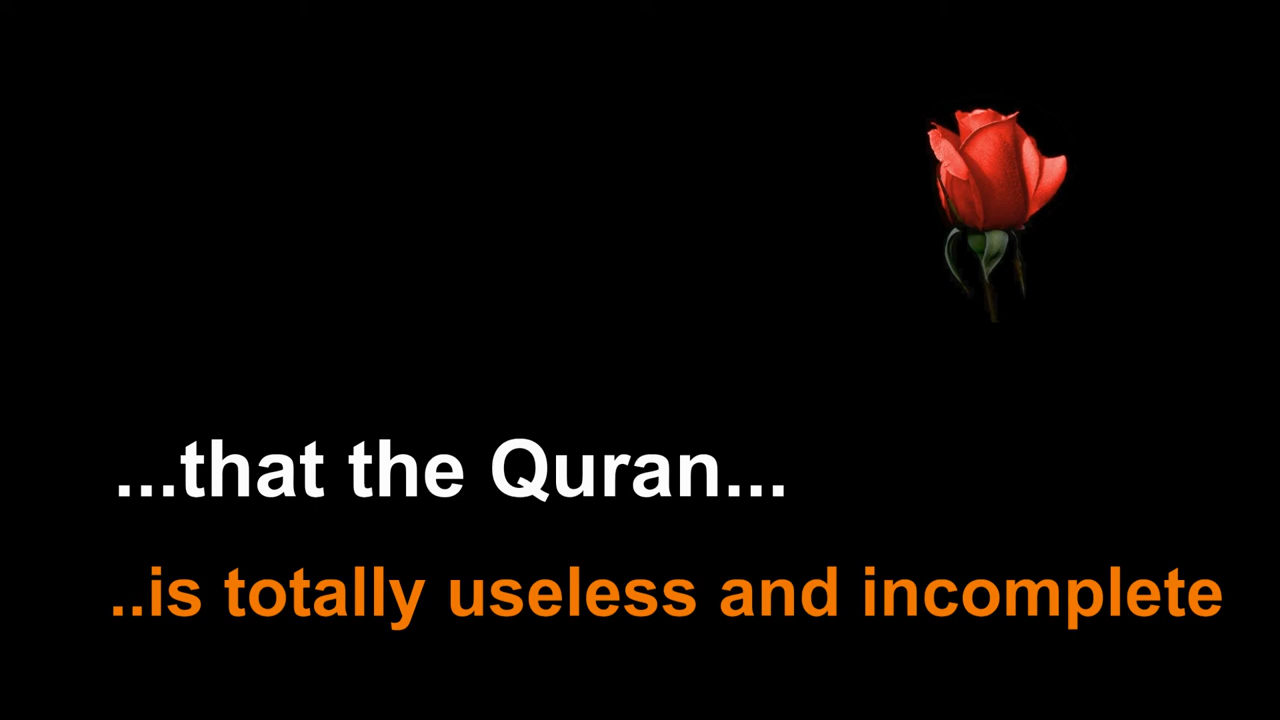 ...that the Quran...
..is totally useless and incomplete